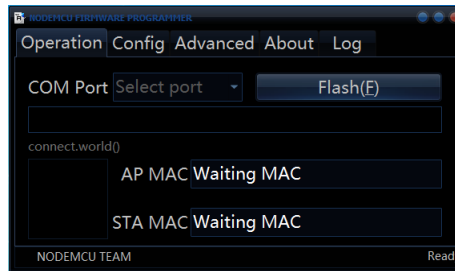 NODEMCU FIRMWARE PROGRAMMER
Operation Config Advanced About Log
COM Port Select port Flash(F)
connect.world()
AP MAC Waiting MAC
STA MAC Waiting MAC
NODEMCU TEAM Read